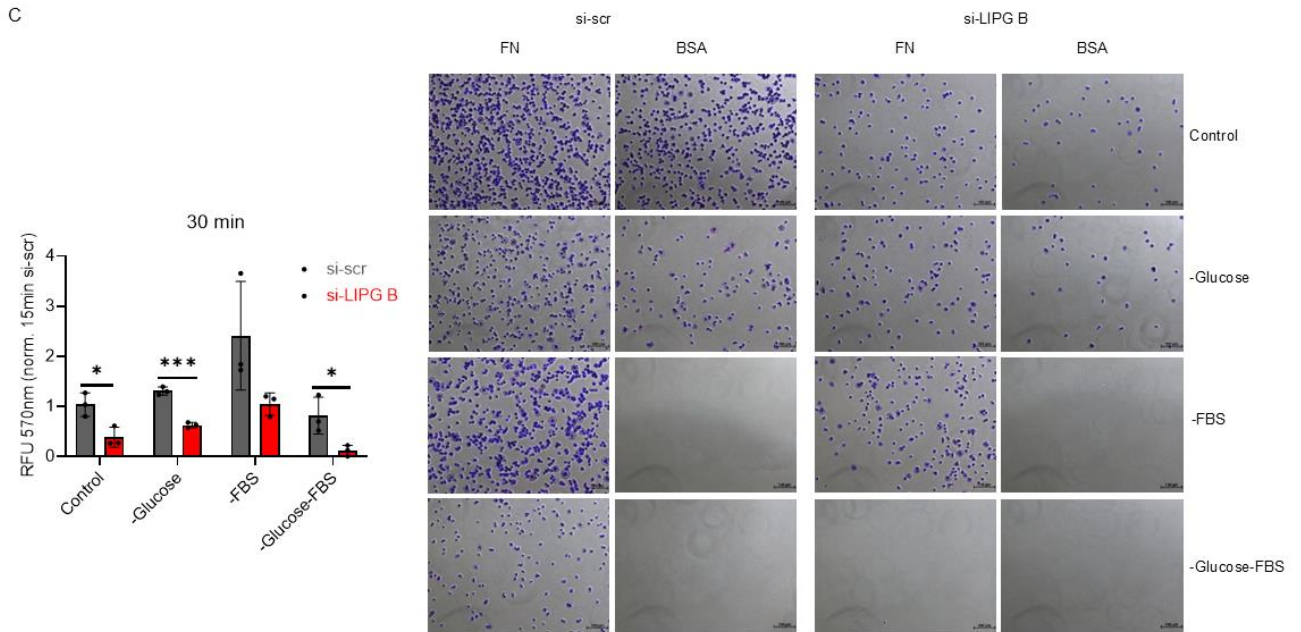 C
si-scr
si-LIPG B
FN
BSA
FN
BSA
Control
-Glucose
-FBS
-Glucose-FBS
30 min
RFU 570nm (norm. 15min si-scr)
4
3
2
1
0
si-scr
si-LIPG B
*
***
*
Control
-Glucose
-FBS
-Glucose-FBS